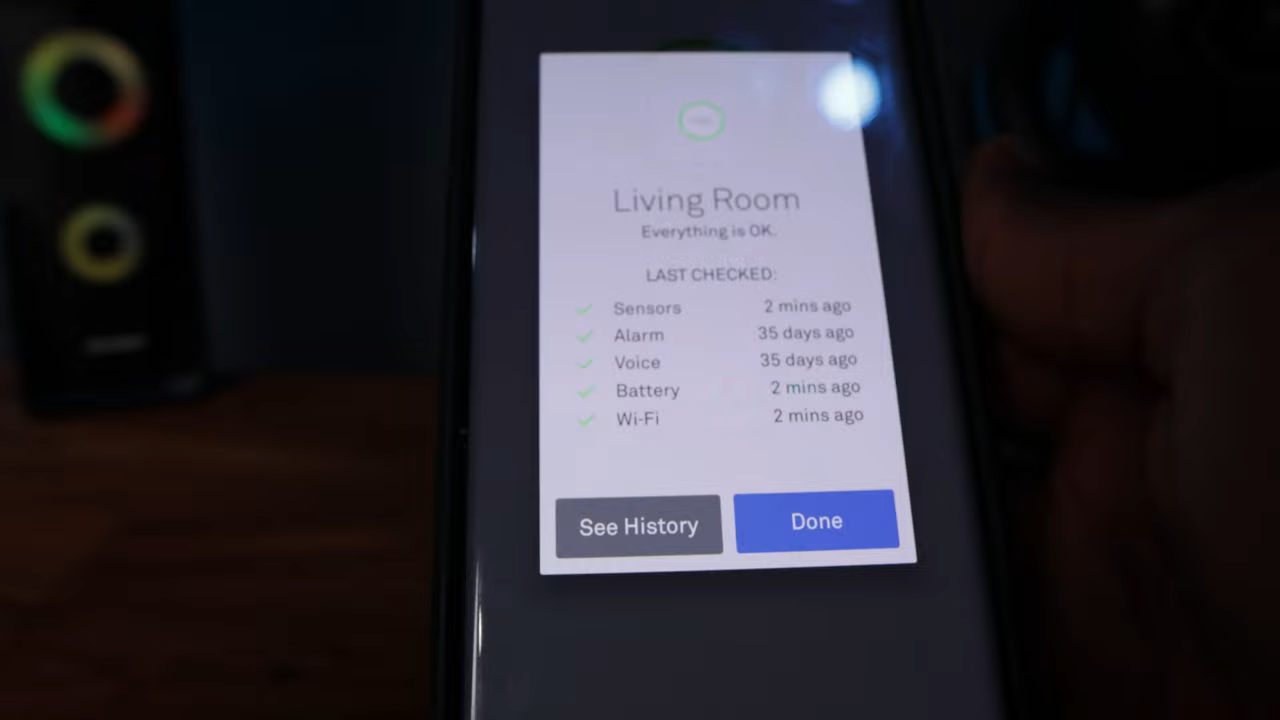 Living Room
Everything is OK.
LAST CHECKED:
Sensors 2 mins ago
Alarm 35 days ago
Voice 35 days ago
Battery 2 mins ago
Wi-Fi 2 mins ago
See History Done